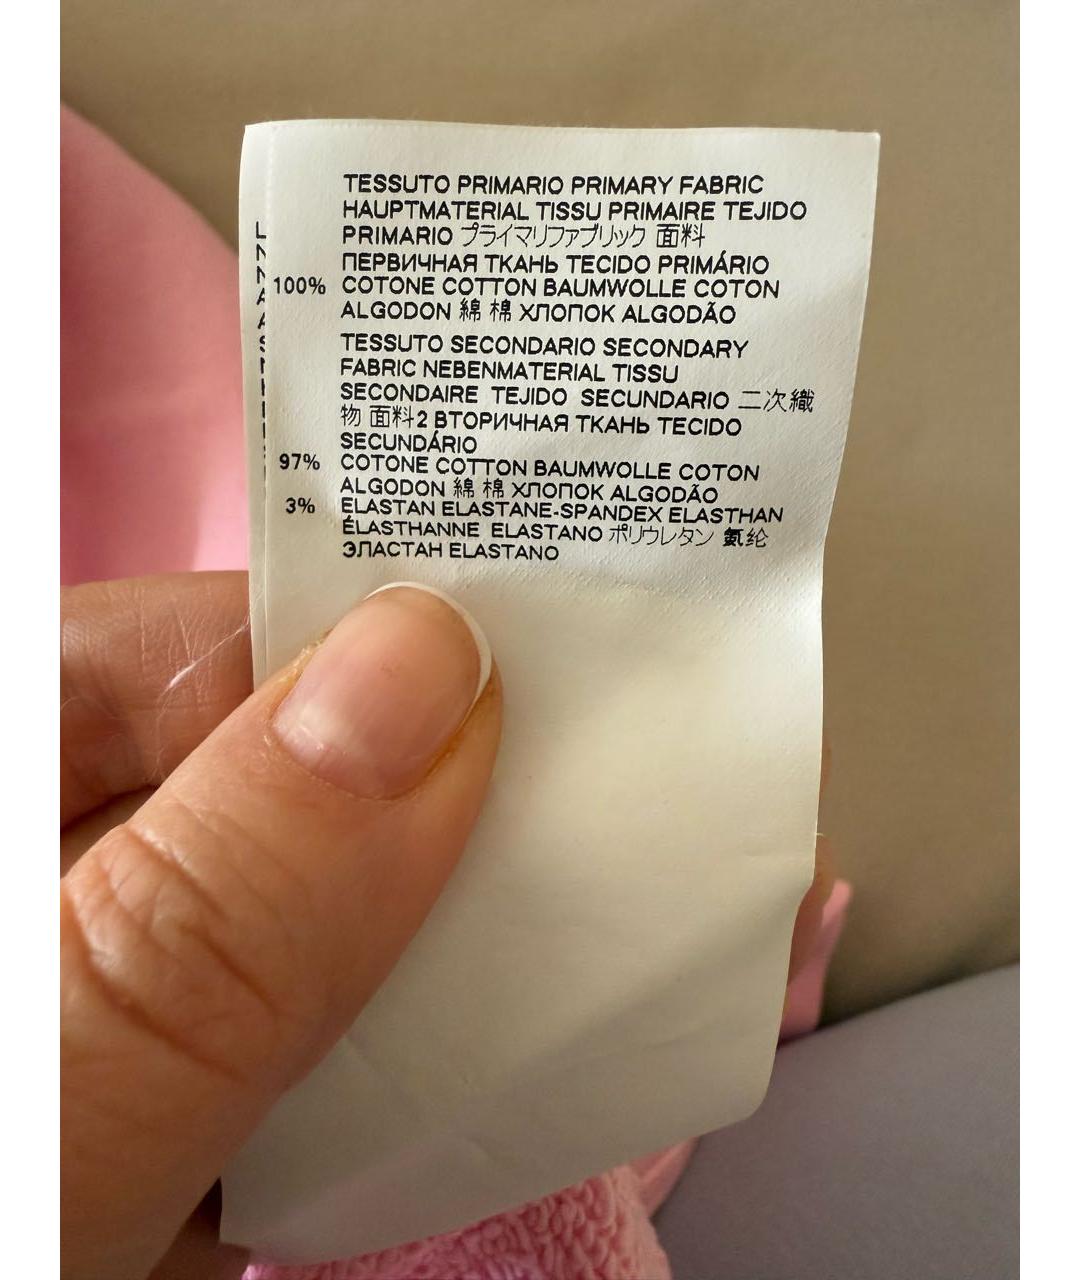 TESSUTO PRIMARIO PRIMARY FABRIC
HAUPTMATERIAL TISSU PRIMAIRE TEJIDO
PRIMARIO プライマリファブリック 面料
ПЕРВИЧНАЯ ТКАНЬ TECIDO PRIMÁRIO
100% COTONE COTTON BAUMWOLLE COTON
ALGODON 綿 棉 ХЛОПОК ALGODÃO
TESSUTO SECONDARIO SECONDARY
FABRIC NEBENMATERIAL TISSU
SECONDAIRE TEJIDO SECUNDARIO 二次織
物 面料2 ВТОРИЧНАЯ ТКАНЬ TECIDO
SECUNDÁRIO
97% COTONE COTTON BAUMWOLLE COTON
ALGODON 綿 棉 ХЛОПОК ALGODÃO
3% ELASTAN ELASTANE-SPANDEX ELASTHAN
ÉLASTHANNE ELASTANO ポリウレタン 氨纶
ЭЛАСТАН ELASTANO